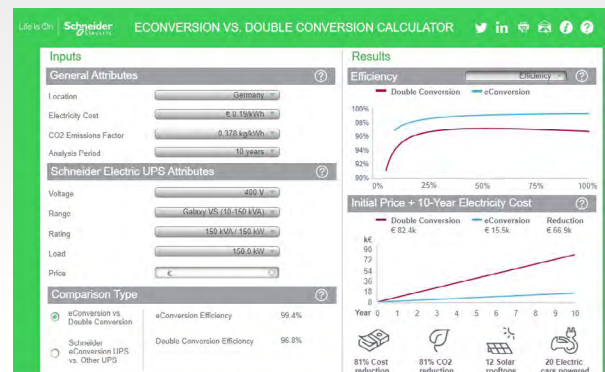 Life Is On | Schneider Electric
ECONVERSION VS. DOUBLE CONVERSION CALCULATOR
Inputs
General Attributes
Location Germany
Electricity Cost € 0.19/kWh
CO2 Emissions Factor 0.378 kg/kWh
Analysis Period 10 years
Schneider Electric UPS Attributes
Voltage 400 V
Range Galaxy VS (10-150 kVA)
Rating 150 kVA / 150 kW
Load 150.0 kW
Price €
Comparison Type
eConversion vs. Double Conversion
eConversion Efficiency 99.4%
Schneider eConversion UPS vs. Other UPS
Double Conversion Efficiency 96.8%
Results
Efficiency Efficiency
Double Conversion eConversion
100%
98%
96%
94%
92%
90%
0% 25% 50% 75% 100%
Initial Price + 10-Year Electricity Cost
Double Conversion eConversion Reduction
€ 82.4k € 15.5k € 66.9k
k€
90
72
54
36
18
0
Year 0 1 2 3 4 5 6 7 8 9 10
81% Cost reduction
81% CO2 reduction
12 Solar rooftops
20 Electric cars powered